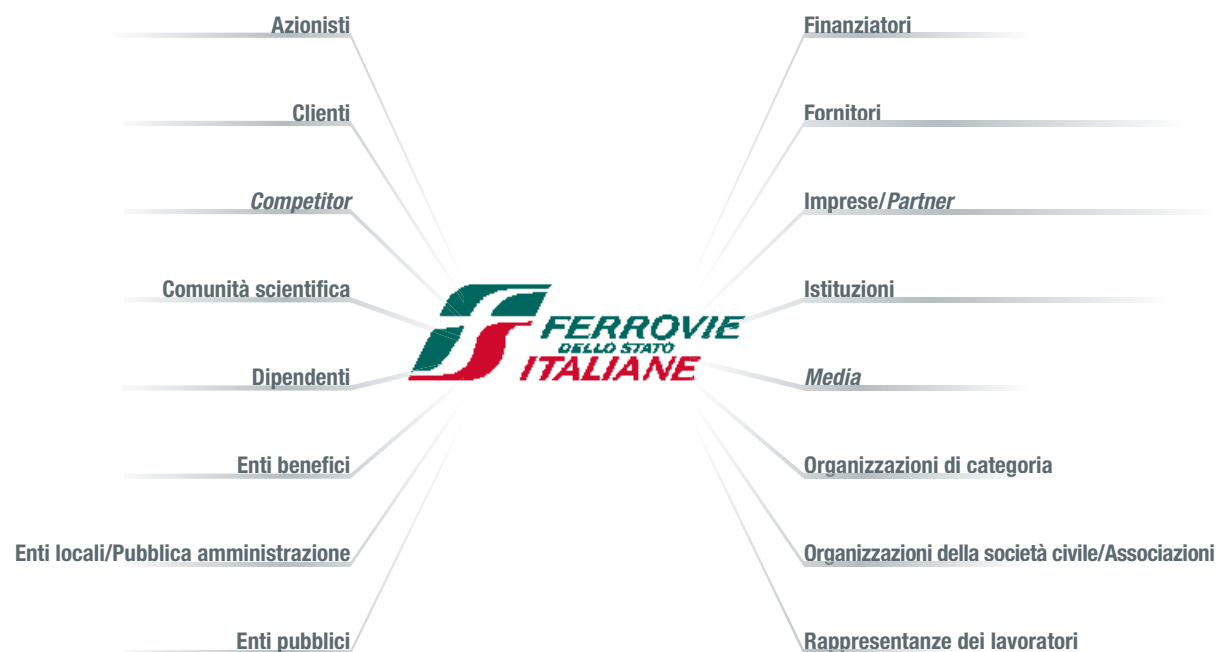 Azionisti
Clienti
Competitor
Comunità scientifica
Dipendenti
Enti benefici
Enti locali/Pubblica amministrazione
Enti pubblici
FERROVIE
DELLO STATO
ITALIANE
Finanziatori
Fornitori
Imprese/Partner
Istituzioni
Media
Organizzazioni di categoria
Organizzazioni della società civile/Associazioni
Rappresentanze dei lavoratori